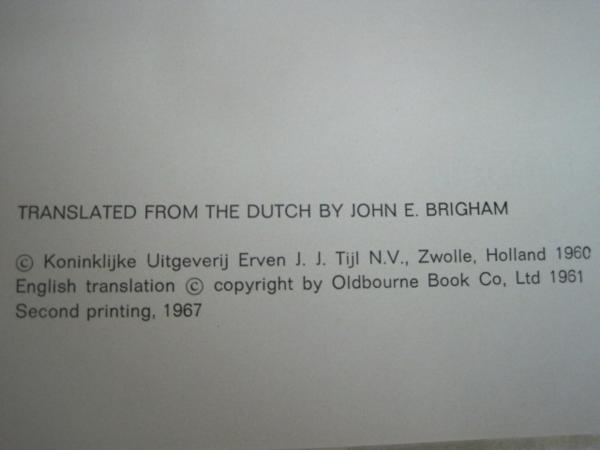 TRANSLATED FROM THE DUTCH BY JOHN E. BRIGHAM
© Koninklijke Uitgeverij Erven J. J. Tijl N.V., Zwolle, Holland 1960
English translation © copyright by Oldbourne Book Co, Ltd 1961
Second printing, 1967